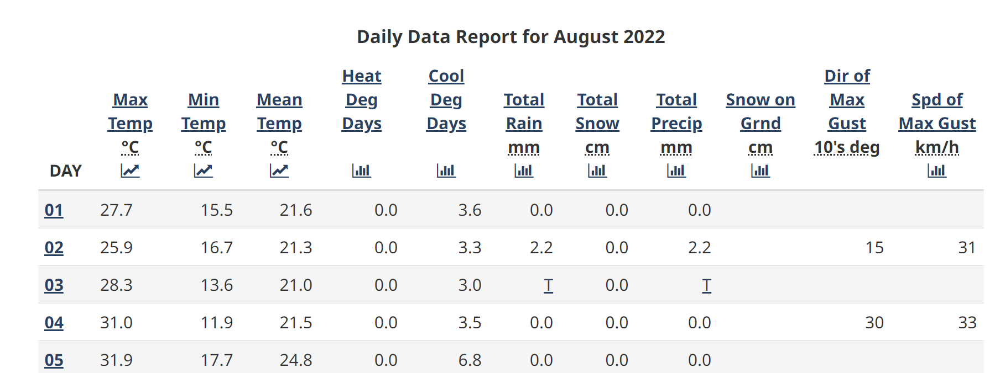 Daily Data Report for August 2022
DAY Max Temp °C Min Temp °C Mean Temp °C Heat Deg Days Cool Deg Days Total Rain mm Total Snow cm Total Precip mm Snow on Grnd cm Dir of Max Gust 10's deg Spd of Max Gust km/h
01 27.7 15.5 21.6 0.0 3.6 0.0 0.0 0.0
02 25.9 16.7 21.3 0.0 3.3 2.2 0.0 2.2 15 31
03 28.3 13.6 21.0 0.0 3.0 T 0.0 T
04 31.0 11.9 21.5 0.0 3.5 0.0 0.0 0.0 30 33
05 31.9 17.7 24.8 0.0 6.8 0.0 0.0 0.0